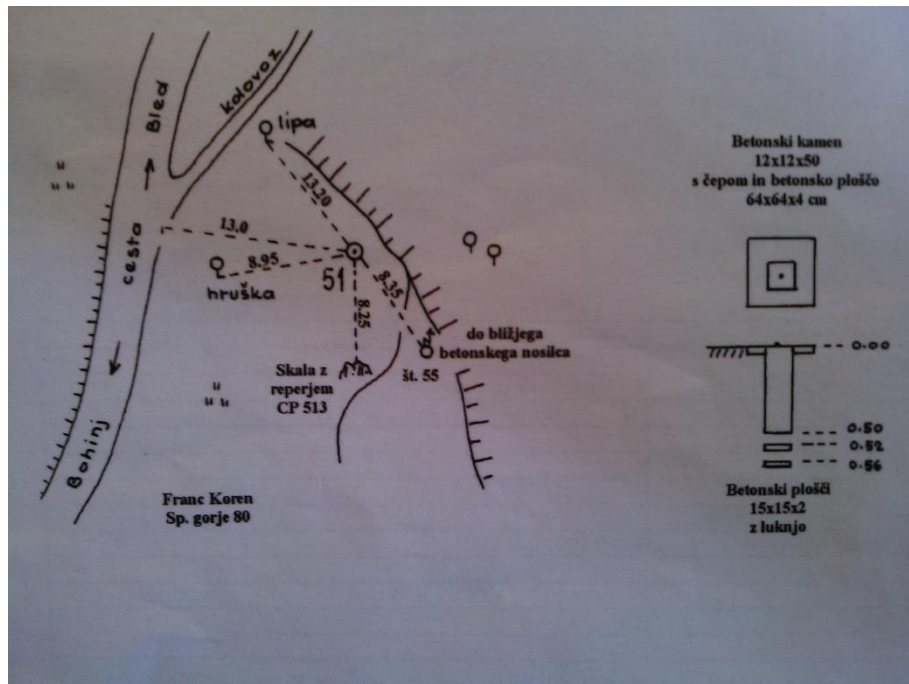 Bled
kolovoz
lipa
13.20
cesta
13.0
8.95
hruška
51
8.25
8.35
do bližjega
betonskega nosilca
št. 55
Skala z
reperjem
CP 513
Bohinj
Franc Koren
Sp. gorje 80
Betonski kamen
12x12x50
s čepom in betonsko ploščo
64x64x4 cm
0.00
0.50
0.52
0.56
Betonski plošči
15x15x2
z luknjo